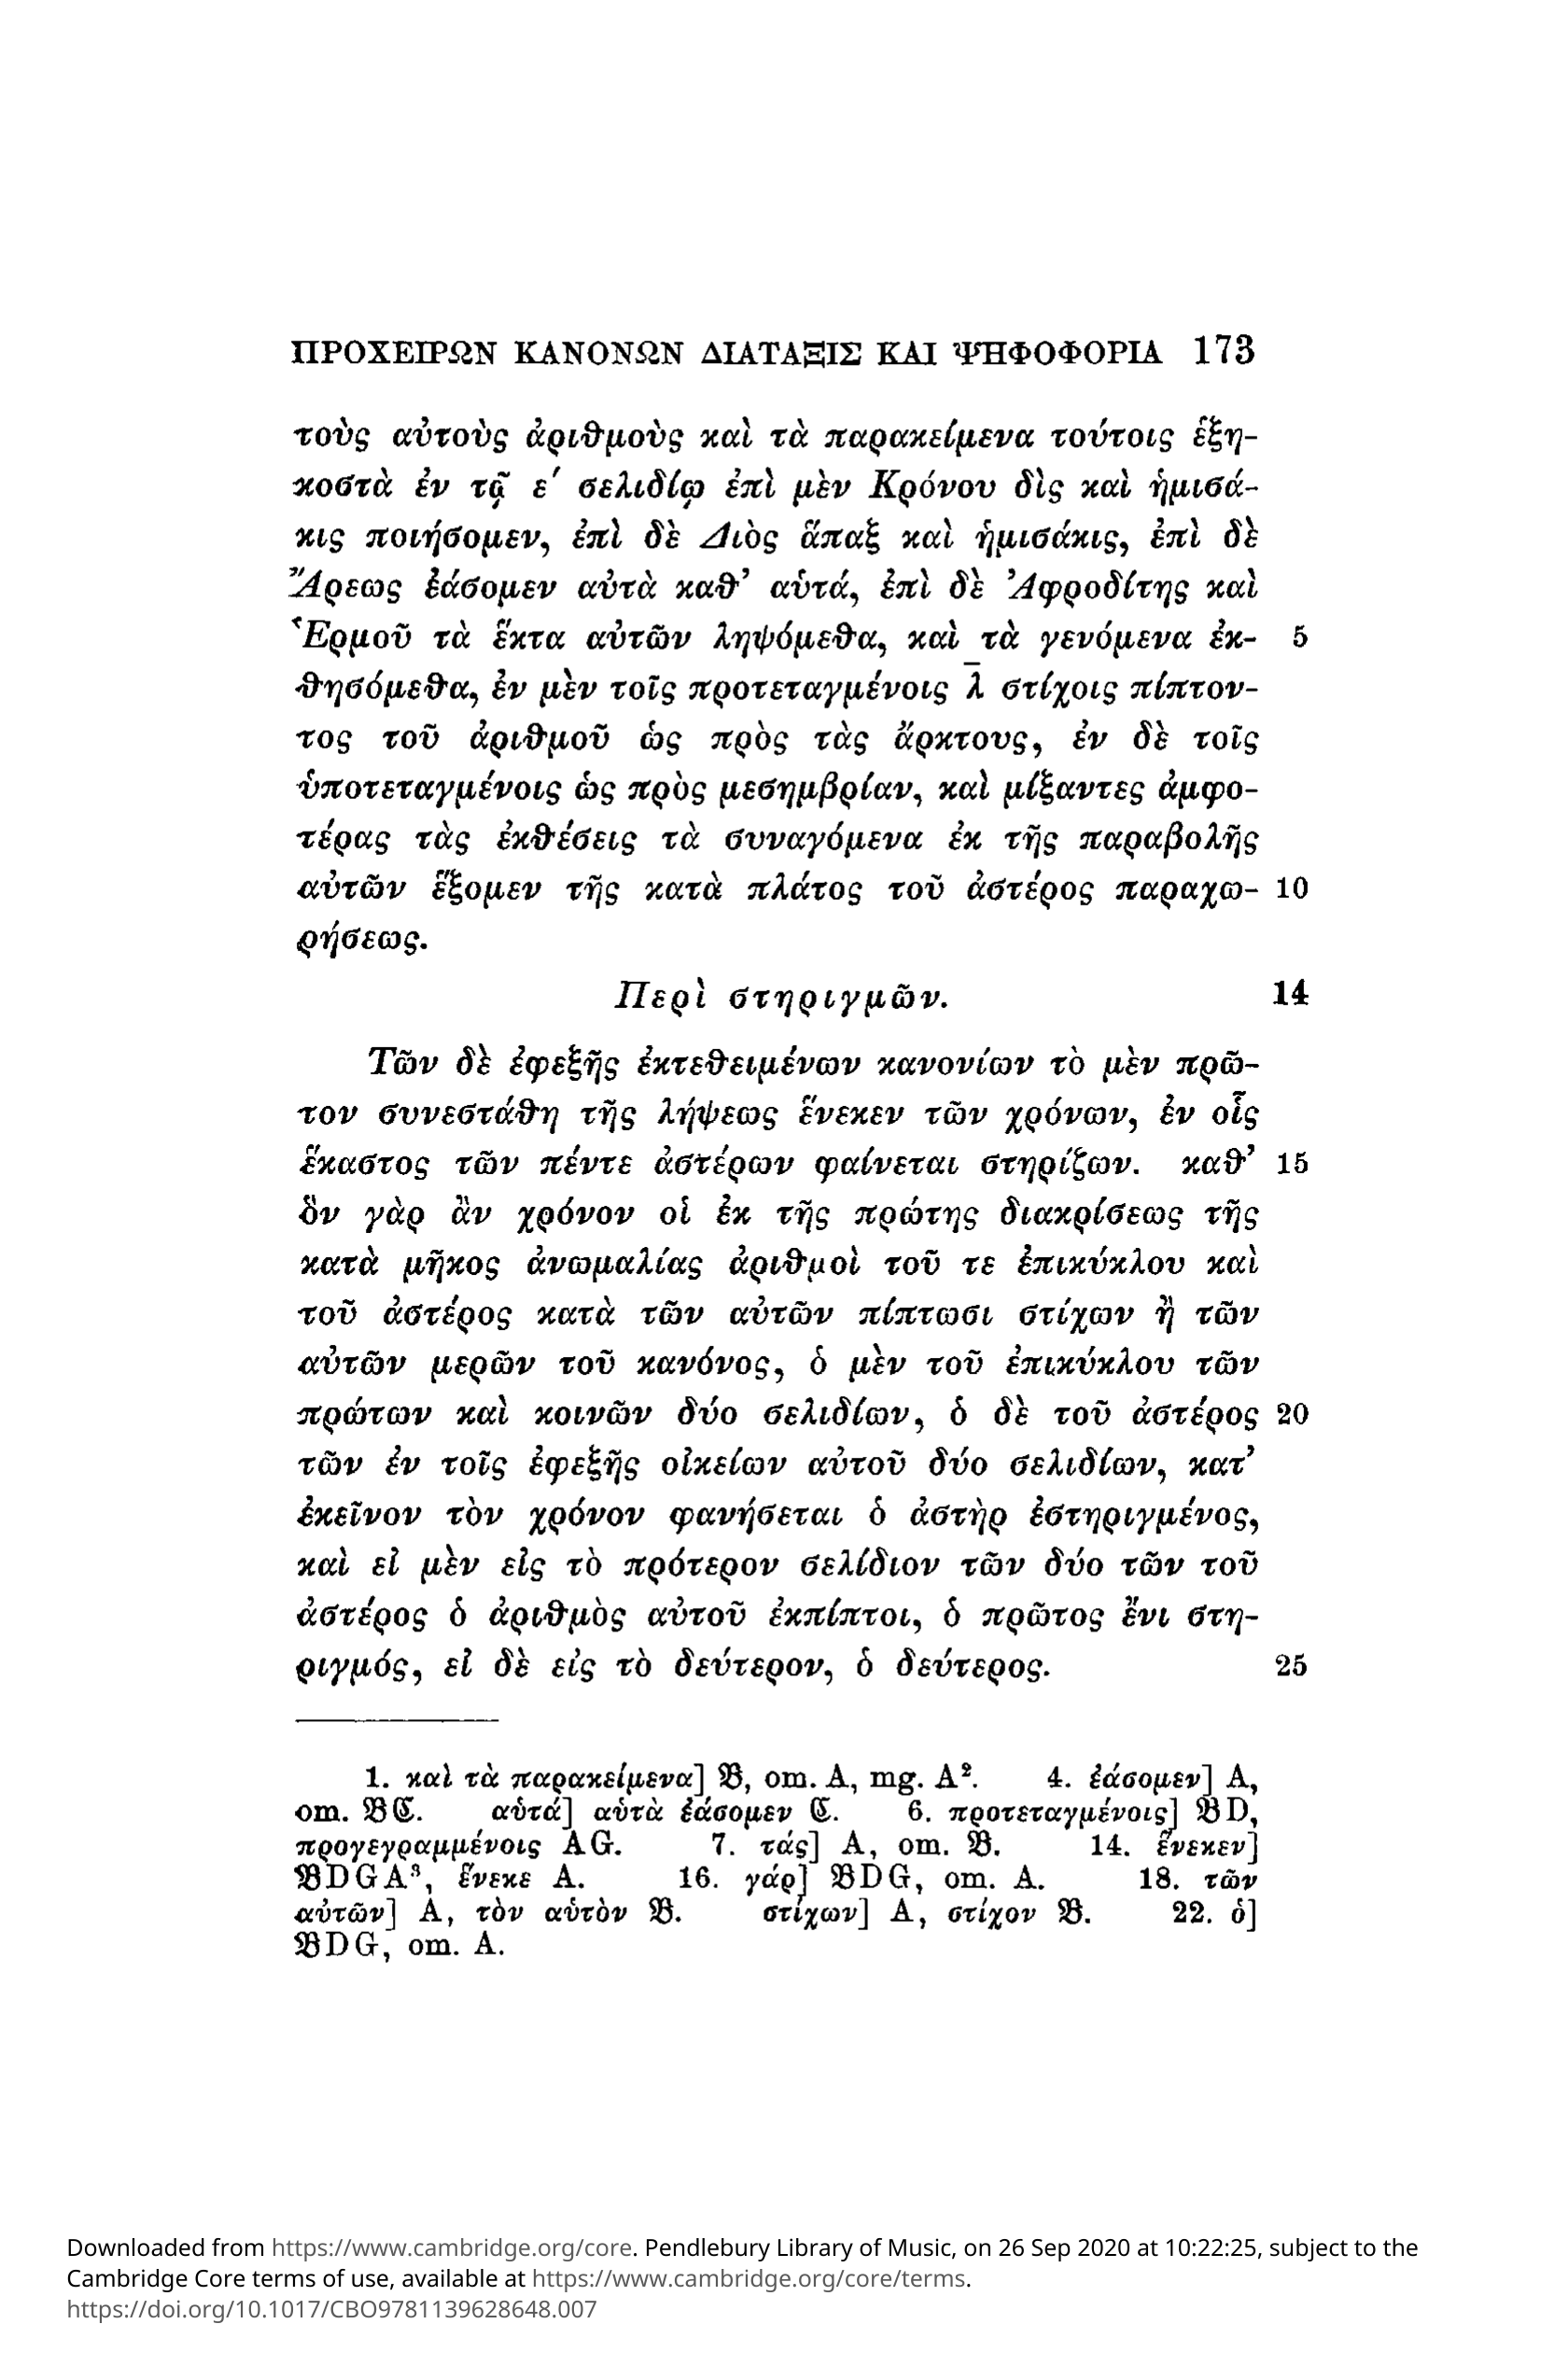 ΠΡΟΧΕΙΡΩΝ ΚΑΝΟΝΩΝ ΔΙΑΤΑΞΙΣ ΚΑΙ ΨΗΦΟΦΟΡΙΑ 173
τοὺς αὐτοὺς ἀριθμοὺς καὶ τὰ παρακείμενα τούτοις ἑξη-
κοστὰ ἐν τῷ ε′ σελιδίῳ ἐπὶ μὲν Κρόνου δὶς καὶ ἡμισά-
κις ποιήσομεν, ἐπὶ δὲ Διὸς ἅπαξ καὶ ἡμισάκις, ἐπὶ δὲ
Ἄρεως ἐάσομεν αὐτὰ καθ’ αὑτά, ἐπὶ δὲ Ἀφροδίτης καὶ
Ἑρμοῦ τὰ ἕκτα αὐτῶν ληψόμεθα, καὶ τὰ γενόμενα ἐκ- 5
θησόμεθα, ἐν μὲν τοῖς προτεταγμένοις λ̅ στίχοις πίπτον-
τος τοῦ ἀριθμοῦ ὡς πρὸς τὰς ἄρκτους, ἐν δὲ τοῖς
ὑποτεταγμένοις ὡς πρὸς μεσημβρίαν, καὶ μίξαντες ἀμφο-
τέρας τὰς ἐκθέσεις τὰ συναγόμενα ἐκ τῆς παραβολῆς
αὐτῶν ἕξομεν τῆς κατὰ πλάτος τοῦ ἀστέρος παραχω- 10
ρήσεως.
Περὶ στηριγμῶν. 14
Τῶν δὲ ἐφεξῆς ἐκτεθειμένων κανονίων τὸ μὲν πρῶ-
τον συνεστάθη τῆς λήψεως ἕνεκεν τῶν χρόνων, ἐν οἷς
ἕκαστος τῶν πέντε ἀστέρων φαίνεται στηρίζων. καθ’ 15
ὃν γὰρ ἂν χρόνον οἱ ἐκ τῆς πρώτης διακρίσεως τῆς
κατὰ μῆκος ἀνωμαλίας ἀριθμοὶ τοῦ τε ἐπικύκλου καὶ
τοῦ ἀστέρος κατὰ τῶν αὐτῶν πίπτωσι στίχων ἢ τῶν
αὐτῶν μερῶν τοῦ κανόνος, ὁ μὲν τοῦ ἐπικύκλου τῶν
πρώτων καὶ κοινῶν δύο σελιδίων, ὁ δὲ τοῦ ἀστέρος 20
τῶν ἐν τοῖς ἐφεξῆς οἰκείων αὐτοῦ δύο σελιδίων, κατ’
ἐκεῖνον τὸν χρόνον φανήσεται ὁ ἀστὴρ ἐστηριγμένος,
καὶ εἰ μὲν εἰς τὸ πρότερον σελίδιον τῶν δύο τῶν τοῦ
ἀστέρος ὁ ἀριθμὸς αὐτοῦ ἐκπίπτοι, ὁ πρῶτος ἔνι στη-
ριγμός, εἰ δὲ εἰς τὸ δεύτερον, ὁ δεύτερος. 25
1. καὶ τὰ παρακείμενα] 𝔅, om. A, mg. A². 4. ἐάσομεν] A,
om. 𝔅ℭ. αὑτά] αὑτὰ ἐάσομεν ℭ. 6. προτεταγμένοις] 𝔅D,
προγεγραμμένοις AG. 7. τάς] A, om. 𝔅. 14. ἕνεκεν]
𝔅DGA³, ἕνεκε A. 16. γάρ] 𝔅DG, om. A. 18. τῶν
αὐτῶν] A, τὸν αὐτὸν 𝔅. στίχων] A, στίχον 𝔅. 22. ὁ]
𝔅DG, om. A.
Downloaded from https://www.cambridge.org/core. Pendlebury Library of Music, on 26 Sep 2020 at 10:22:25, subject to the
Cambridge Core terms of use, available at https://www.cambridge.org/core/terms.
https://doi.org/10.1017/CBO9781139628648.007